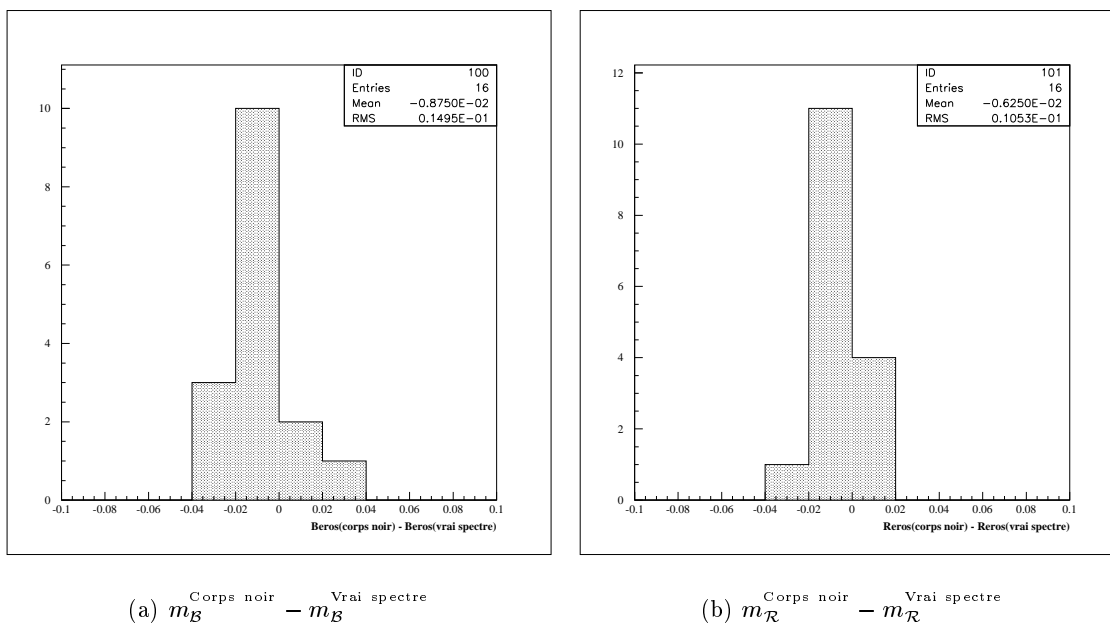 ID 100
Entries 16
Mean -0.8750E-02
RMS 0.1495E-01
10
8
6
4
2
0
-0.1 -0.08 -0.06 -0.04 -0.02 0 0.02 0.04 0.06 0.08 0.1
Beros(corps noir) - Beros(vrai spectre)
(a) m_B^Corps noir − m_B^Vrai spectre
ID 101
Entries 16
Mean -0.6250E-02
RMS 0.1053E-01
12
10
8
6
4
2
0
-0.1 -0.08 -0.06 -0.04 -0.02 0 0.02 0.04 0.06 0.08 0.1
Reros(corps noir) - Reros(vrai spectre)
(b) m_R^Corps noir − m_R^Vrai spectre